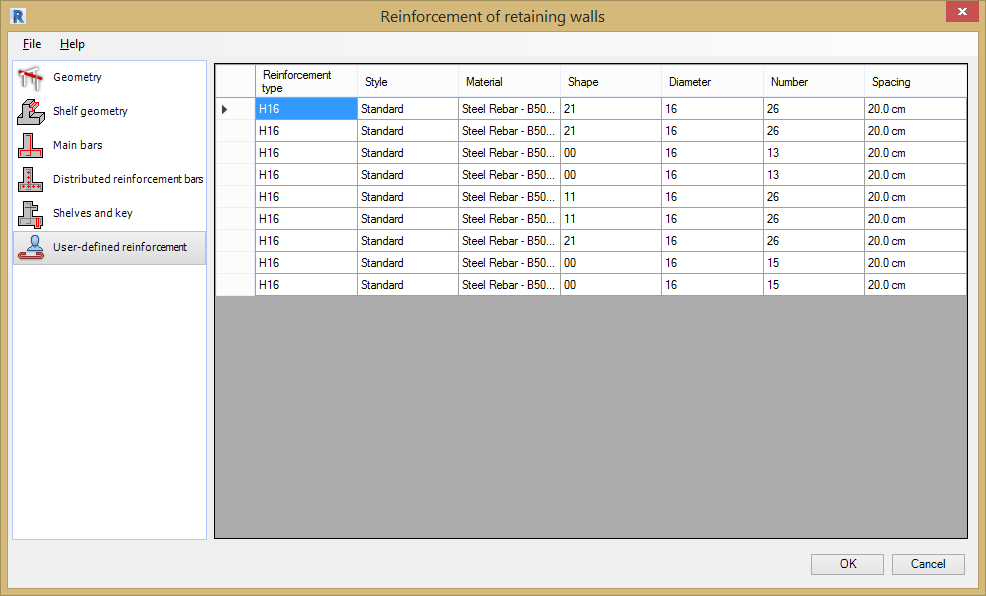 R
Reinforcement of retaining walls
File Help
Geometry
Shelf geometry
Main bars
Distributed reinforcement bars
Shelves and key
User-defined reinforcement
Reinforcement
type Style Material Shape Diameter Number Spacing
H16 Standard Steel Rebar - B50... 21 16 26 20.0 cm
H16 Standard Steel Rebar - B50... 21 16 26 20.0 cm
H16 Standard Steel Rebar - B50... 00 16 13 20.0 cm
H16 Standard Steel Rebar - B50... 00 16 13 20.0 cm
H16 Standard Steel Rebar - B50... 11 16 26 20.0 cm
H16 Standard Steel Rebar - B50... 11 16 26 20.0 cm
H16 Standard Steel Rebar - B50... 21 16 26 20.0 cm
H16 Standard Steel Rebar - B50... 00 16 15 20.0 cm
H16 Standard Steel Rebar - B50... 00 16 15 20.0 cm
OK Cancel